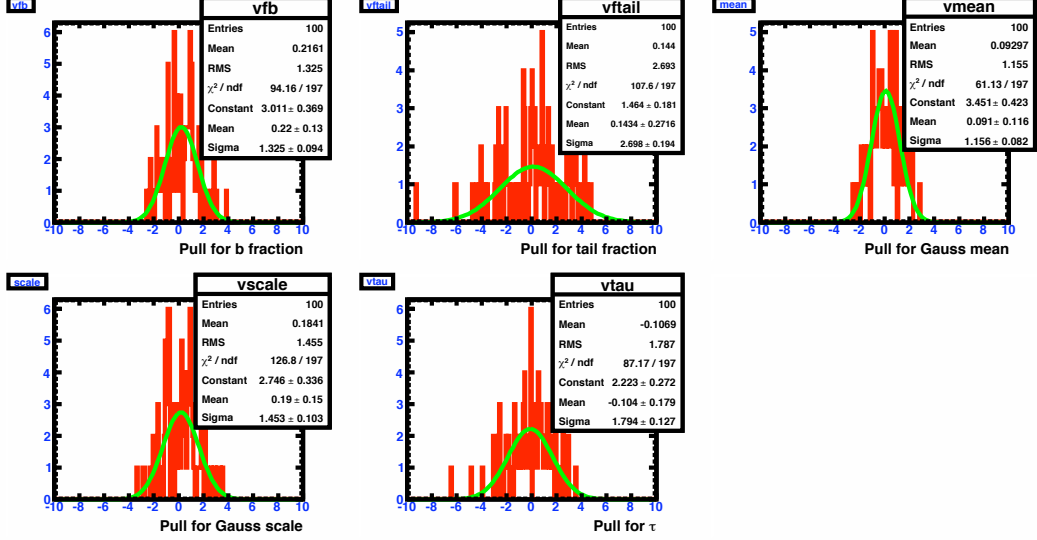 vfb
vfb
Entries 100
Mean 0.2161
RMS 1.325
χ² / ndf 94.16 / 197
Constant 3.011 ± 0.369
Mean 0.22 ± 0.13
Sigma 1.325 ± 0.094
6
5
4
3
2
1
0
-10 -8 -6 -4 -2 0 2 4 6 8 10
Pull for b fraction
vftail
vftail
Entries 100
Mean 0.144
RMS 2.693
χ² / ndf 107.6 / 197
Constant 1.464 ± 0.181
Mean 0.1434 ± 0.2716
Sigma 2.698 ± 0.194
5
4
3
2
1
0
-10 -8 -6 -4 -2 0 2 4 6 8 10
Pull for tail fraction
mean
vmean
Entries 100
Mean 0.09297
RMS 1.155
χ² / ndf 61.13 / 197
Constant 3.451 ± 0.423
Mean 0.091 ± 0.116
Sigma 1.156 ± 0.082
5
4
3
2
1
0
-10 -8 -6 -4 -2 0 2 4 6 8 10
Pull for Gauss mean
scale
vscale
Entries 100
Mean 0.1841
RMS 1.455
χ² / ndf 126.8 / 197
Constant 2.746 ± 0.336
Mean 0.19 ± 0.15
Sigma 1.453 ± 0.103
6
5
4
3
2
1
0
-10 -8 -6 -4 -2 0 2 4 6 8 10
Pull for Gauss scale
vtau
vtau
Entries 100
Mean -0.1069
RMS 1.787
χ² / ndf 87.17 / 197
Constant 2.223 ± 0.272
Mean -0.104 ± 0.179
Sigma 1.794 ± 0.127
6
5
4
3
2
1
0
-10 -8 -6 -4 -2 0 2 4 6 8 10
Pull for τ